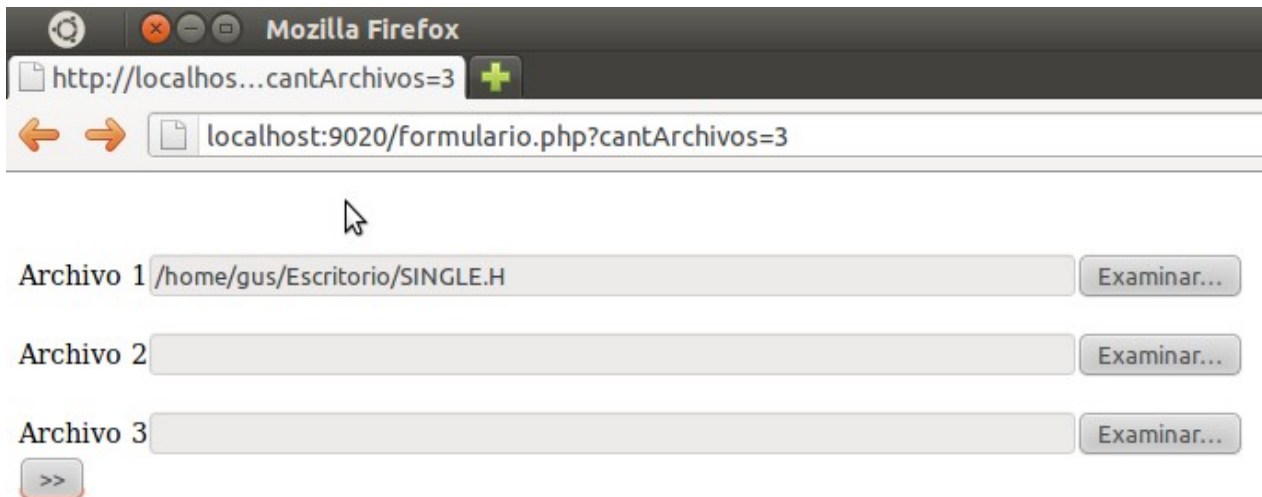 Mozilla Firefox
http://localhos...cantArchivos=3
localhost:9020/formulario.php?cantArchivos=3
Archivo 1 /home/gus/Escritorio/SINGLE.H Examinar...
Archivo 2 Examinar...
Archivo 3 Examinar...
>>